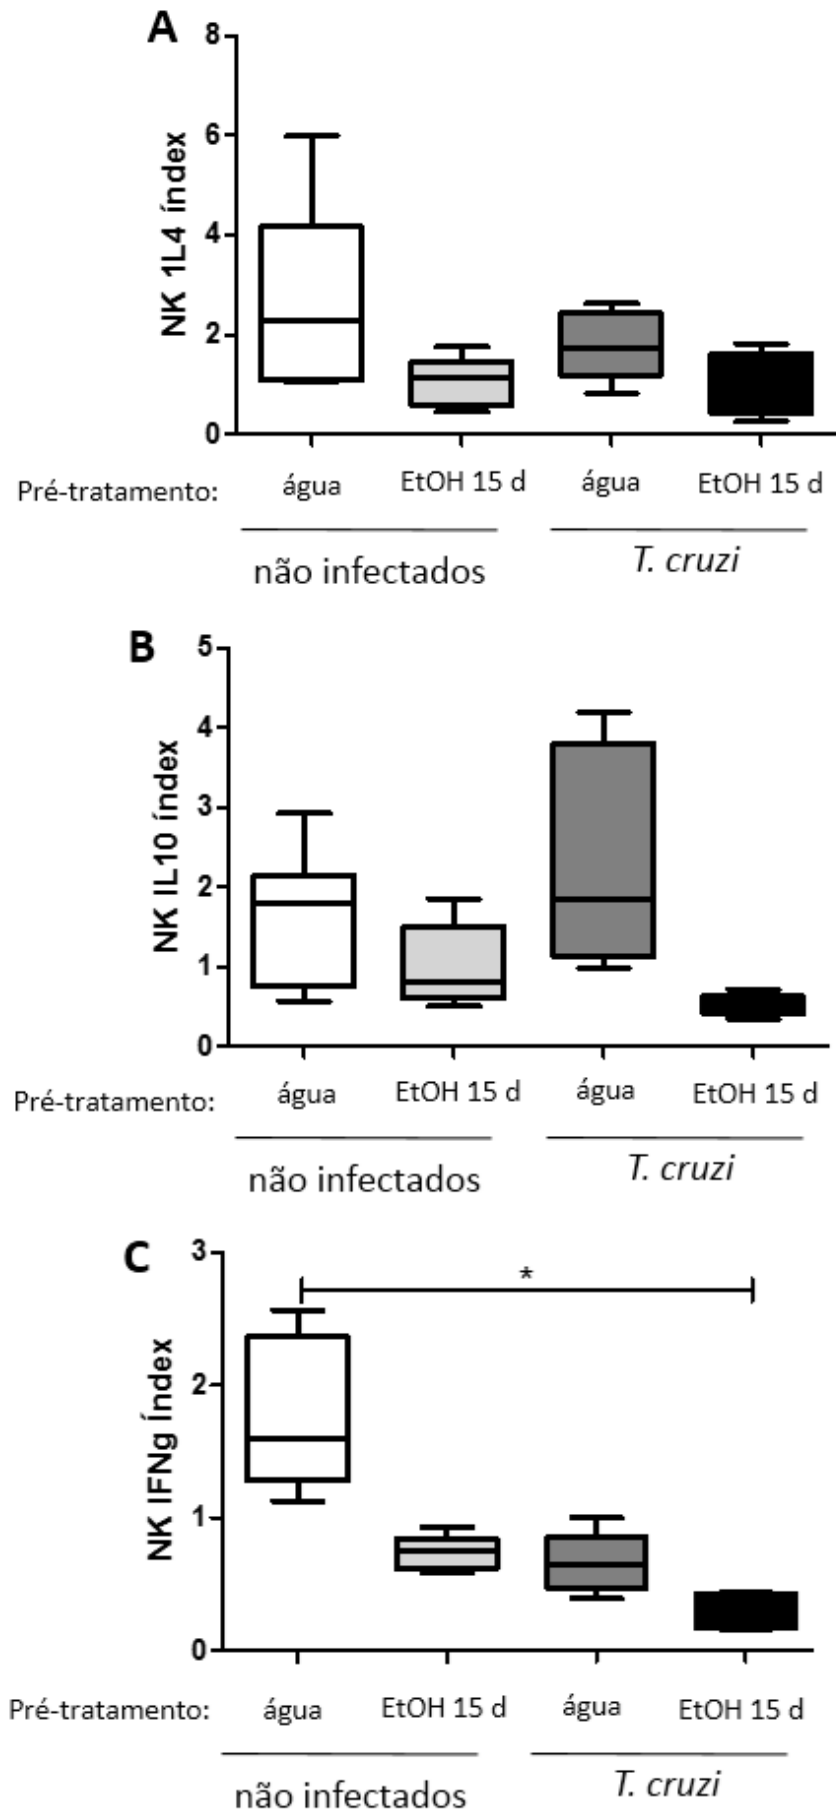 A
8
6
4
2
0
NK 1L4 índex
Pré-tratamento: água EtOH 15 d água EtOH 15 d
não infectados T. cruzi
B
5
4
3
2
1
0
NK IL10 índex
Pré-tratamento: água EtOH 15 d água EtOH 15 d
não infectados T. cruzi
C
3
2
1
0
NK IFNg índex
*
Pré-tratamento: água EtOH 15 d água EtOH 15 d
não infectados T. cruzi